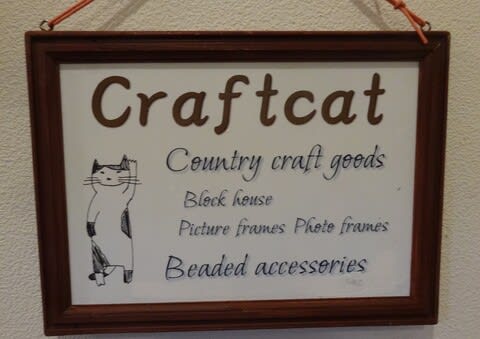 Craftcat
Country craft goods
Block house
Picture frames Photo frames
Beaded accessories